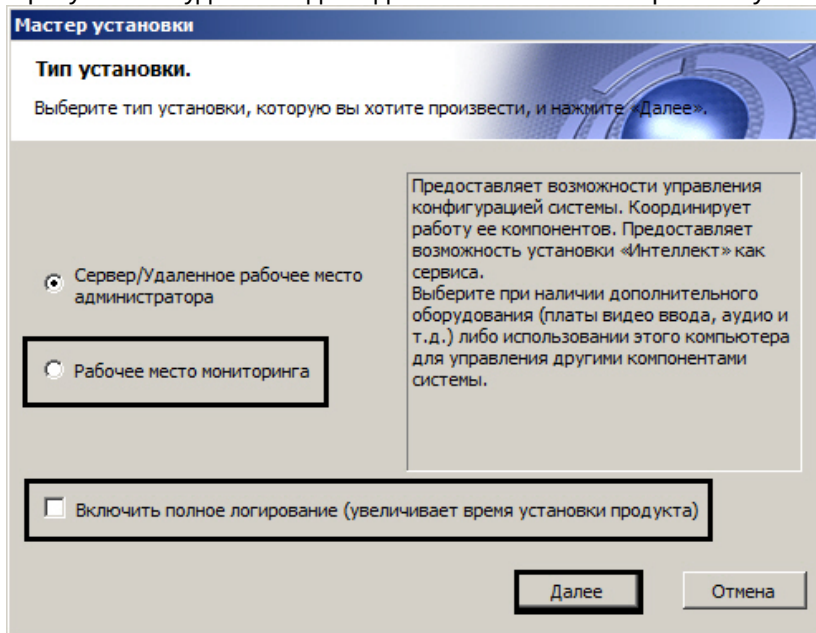 Мастер установки
Тип установки.
Выберите тип установки, которую вы хотите произвести, и нажмите «Далее».
Сервер/Удаленное рабочее место
администратора
Рабочее место мониторинга
Предоставляет возможности управления
конфигурацией системы. Координирует
работу ее компонентов. Предоставляет
возможность установки «Интеллект» как
сервиса.
Выберите при наличии дополнительного
оборудования (платы видео ввода, аудио и
т.д.) либо использовании этого компьютера
для управления другими компонентами
системы.
Включить полное логирование (увеличивает время установки продукта)
Далее
Отмена